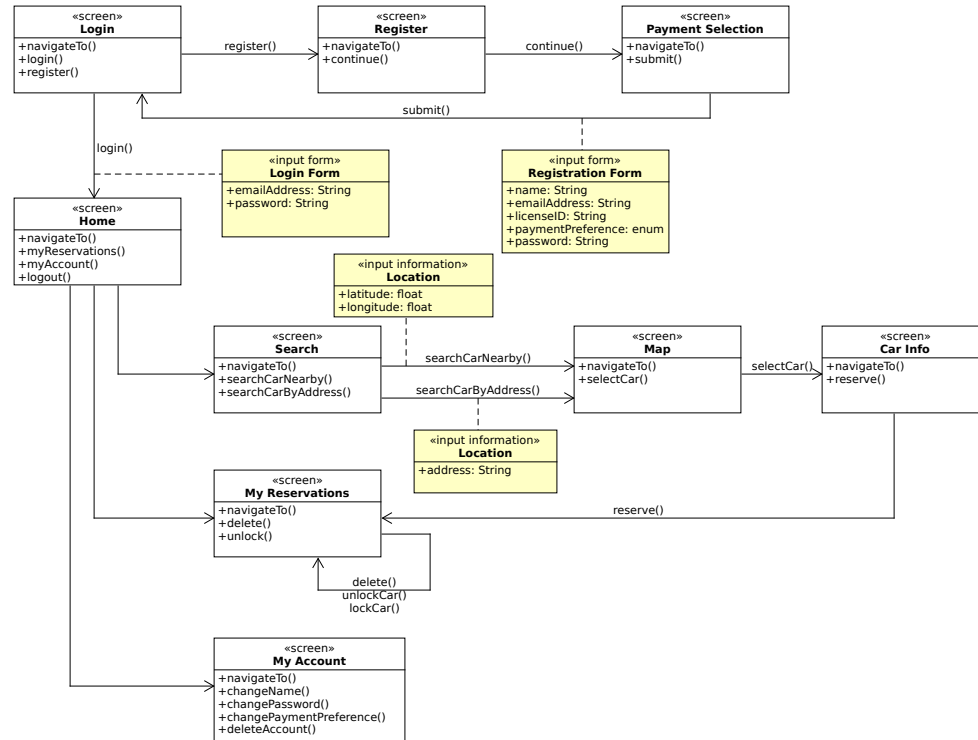 «screen»
Login
+navigateTo()
+login()
+register()
register()
«screen»
Register
+navigateTo()
+continue()
continue()
«screen»
Payment Selection
+navigateTo()
+submit()
submit()
login()
«input form»
Login Form
+emailAddress: String
+password: String
«input form»
Registration Form
+name: String
+emailAddress: String
+licenseID: String
+paymentPreference: enum
+password: String
«screen»
Home
+navigateTo()
+myReservations()
+myAccount()
+logout()
«input information»
Location
+latitude: float
+longitude: float
«screen»
Search
+navigateTo()
+searchCarNearby()
+searchCarByAddress()
searchCarNearby()
searchCarByAddress()
«screen»
Map
+navigateTo()
+selectCar()
selectCar()
«screen»
Car Info
+navigateTo()
+reserve()
«input information»
Location
+address: String
«screen»
My Reservations
+navigateTo()
+delete()
+unlock()
reserve()
delete()
unlockCar()
lockCar()
«screen»
My Account
+navigateTo()
+changeName()
+changePassword()
+changePaymentPreference()
+deleteAccount()